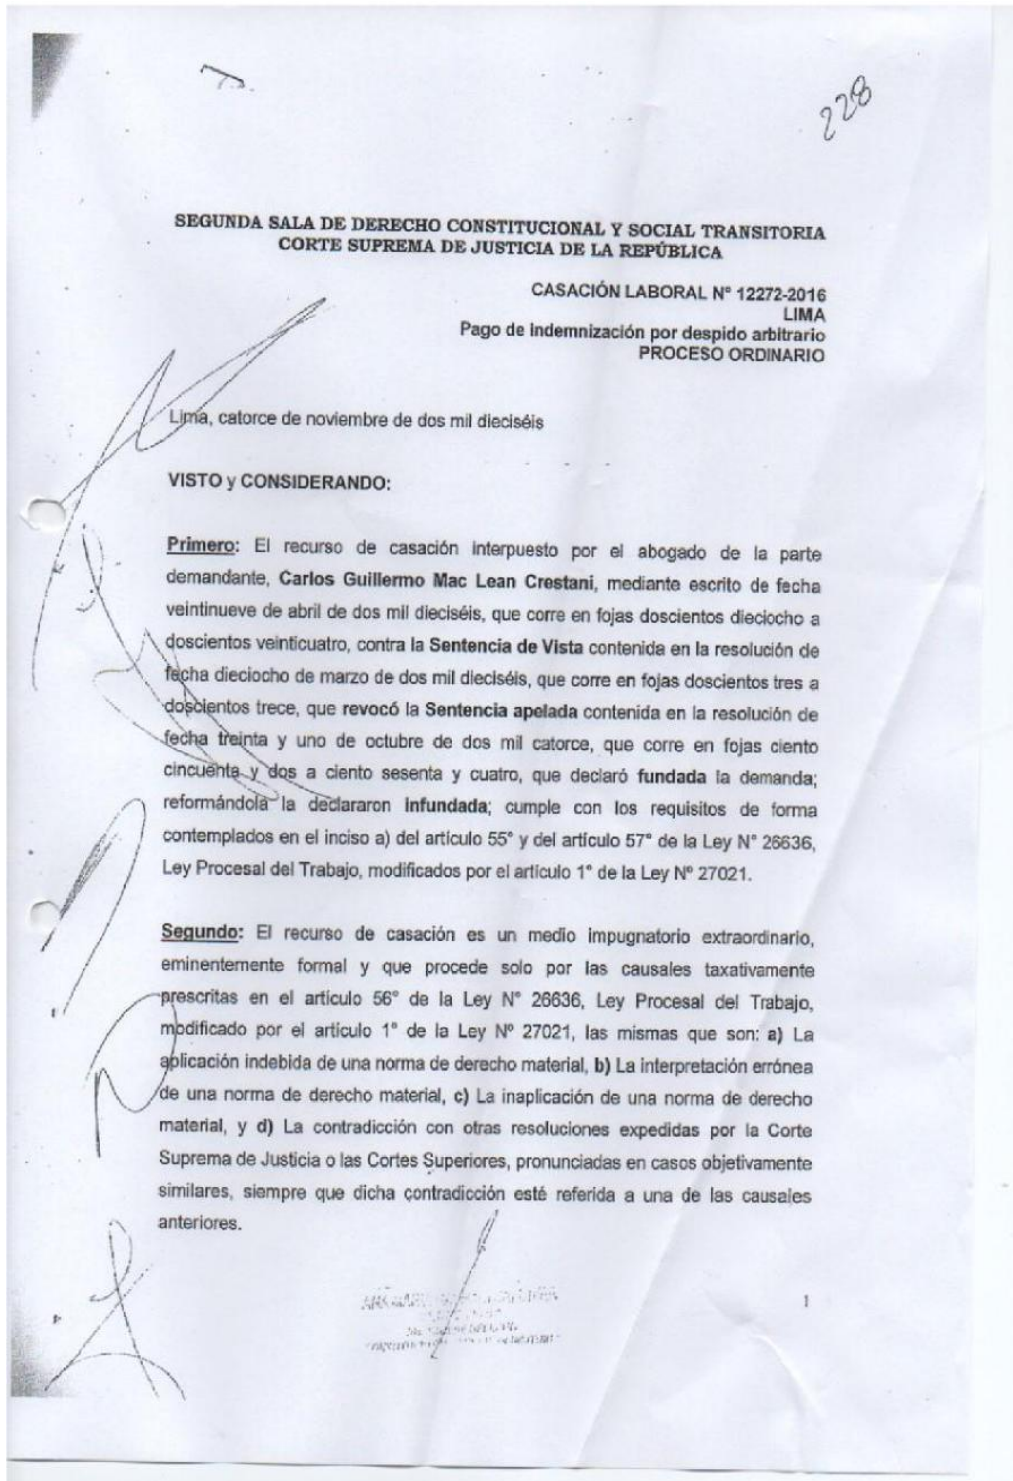 228
SEGUNDA SALA DE DERECHO CONSTITUCIONAL Y SOCIAL TRANSITORIA
CORTE SUPREMA DE JUSTICIA DE LA REPÚBLICA
CASACIÓN LABORAL Nº 12272-2016
LIMA
Pago de indemnización por despido arbitrario
PROCESO ORDINARIO
Lima, catorce de noviembre de dos mil dieciséis
VISTO y CONSIDERANDO:
Primero: El recurso de casación interpuesto por el abogado de la parte
demandante, Carlos Guillermo Mac Lean Crestani, mediante escrito de fecha
veintinueve de abril de dos mil dieciséis, que corre en fojas doscientos dieciocho a
doscientos veinticuatro, contra la Sentencia de Vista contenida en la resolución de
fecha dieciocho de marzo de dos mil dieciséis, que corre en fojas doscientos tres a
doscientos trece, que revocó la Sentencia apelada contenida en la resolución de
fecha treinta y uno de octubre de dos mil catorce, que corre en fojas ciento
cincuenta y dos a ciento sesenta y cuatro, que declaró fundada la demanda;
reformándola la declararon infundada; cumple con los requisitos de forma
contemplados en el inciso a) del artículo 55° y del artículo 57° de la Ley N° 26636,
Ley Procesal del Trabajo, modificados por el artículo 1° de la Ley Nº 27021.
Segundo: El recurso de casación es un medio impugnatorio extraordinario,
eminentemente formal y que procede solo por las causales taxativamente
prescritas en el artículo 56° de la Ley N° 26636, Ley Procesal del Trabajo,
modificado por el artículo 1° de la Ley Nº 27021, las mismas que son: a) La
aplicación indebida de una norma de derecho material, b) La interpretación errónea
de una norma de derecho material, c) La inaplicación de una norma de derecho
material, y d) La contradicción con otras resoluciones expedidas por la Corte
Suprema de Justicia o las Cortes Superiores, pronunciadas en casos objetivamente
similares, siempre que dicha contradicción esté referida a una de las causales
anteriores.
1